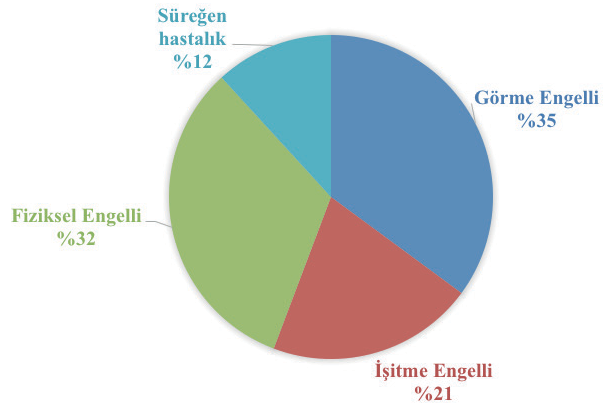 Süreğen
hastalık
%12
Görme Engelli
%35
Fiziksel Engelli
%32
İşitme Engelli
%21